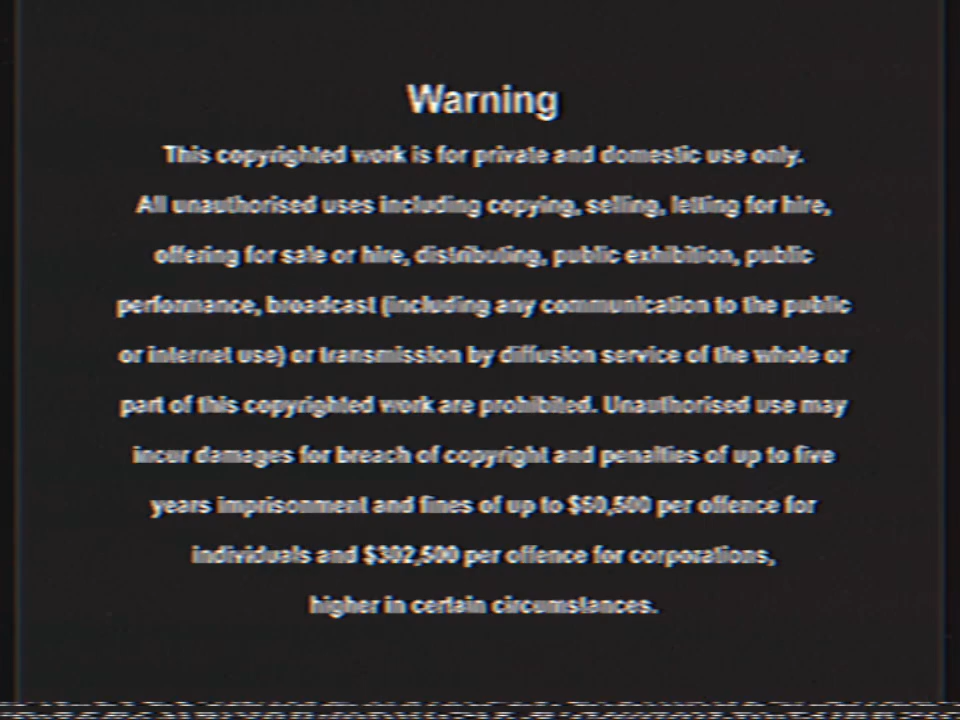 Warning
This copyrighted work is for private and domestic use only.
All unauthorised uses including copying, selling, letting for hire,
offering for sale or hire, distributing, public exhibition, public
performance, broadcast (including any communication to the public
or internet use) or transmission by diffusion service of the whole or
part of this copyrighted work are prohibited. Unauthorised use may
incur damages for breach of copyright and penalties of up to five
years imprisonment and fines of up to $60,500 per offence for
individuals and $302,500 per offence for corporations,
higher in certain circumstances.